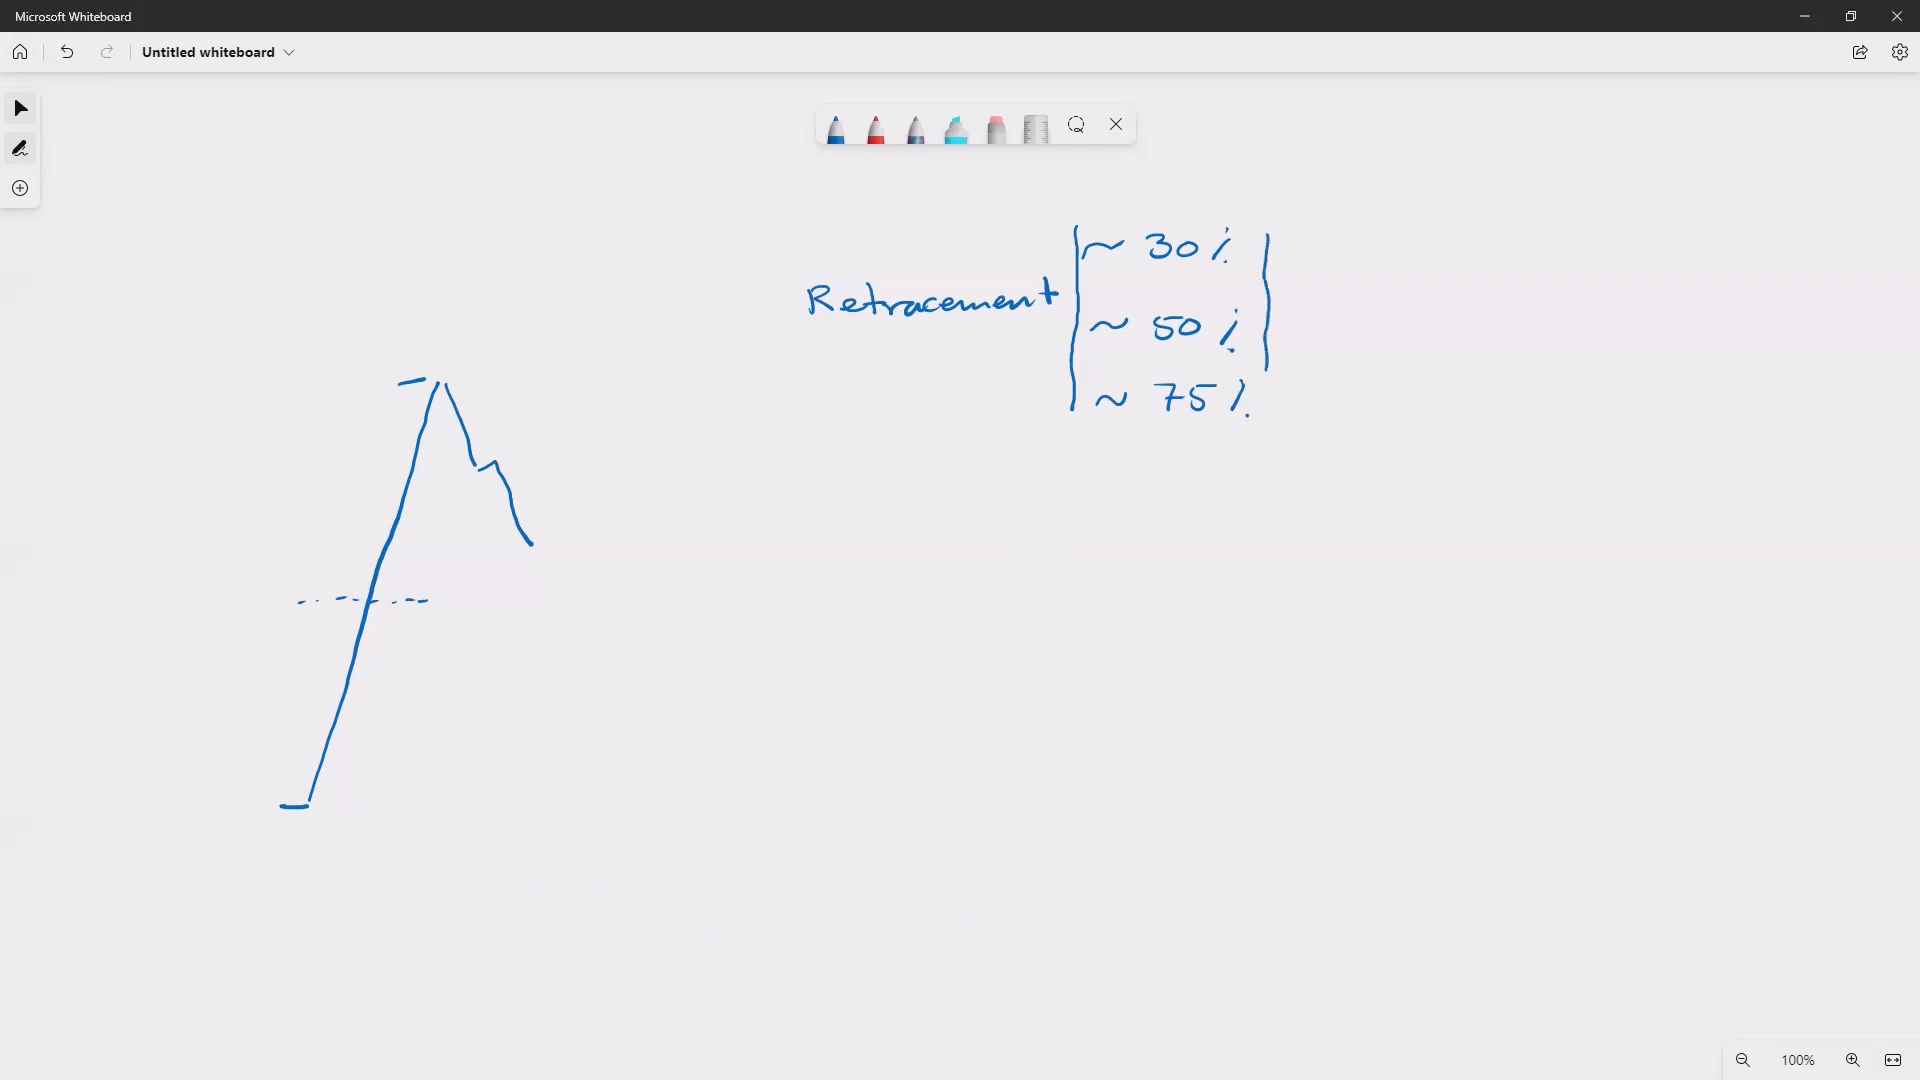 Microsoft Whiteboard
Untitled whiteboard
~ 30%
Retracement
~ 50%
~ 75%
100%